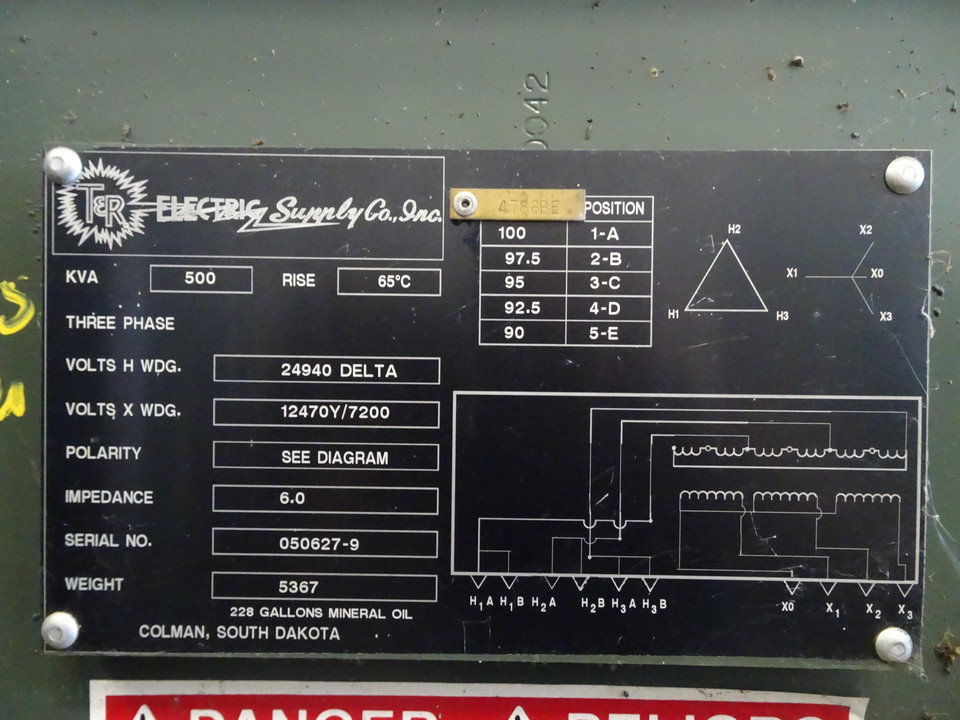 0042
T&R ELECTRIC Supply Co., Inc.
KVA 500 RISE 65°C
THREE PHASE
VOLTS H WDG. 24940 DELTA
VOLTS X WDG. 12470Y/7200
POLARITY SEE DIAGRAM
IMPEDANCE 6.0
SERIAL NO. 050627-9
WEIGHT 5367
228 GALLONS MINERAL OIL
COLMAN, SOUTH DAKOTA
POSITION
100 1-A
97.5 2-B
95 3-C
92.5 4-D
90 5-E
H2
H1 H3
X2
X1 X0
X3
H1A H1B H2A H2B H3A H3B X0 X1 X2 X3
DANGER